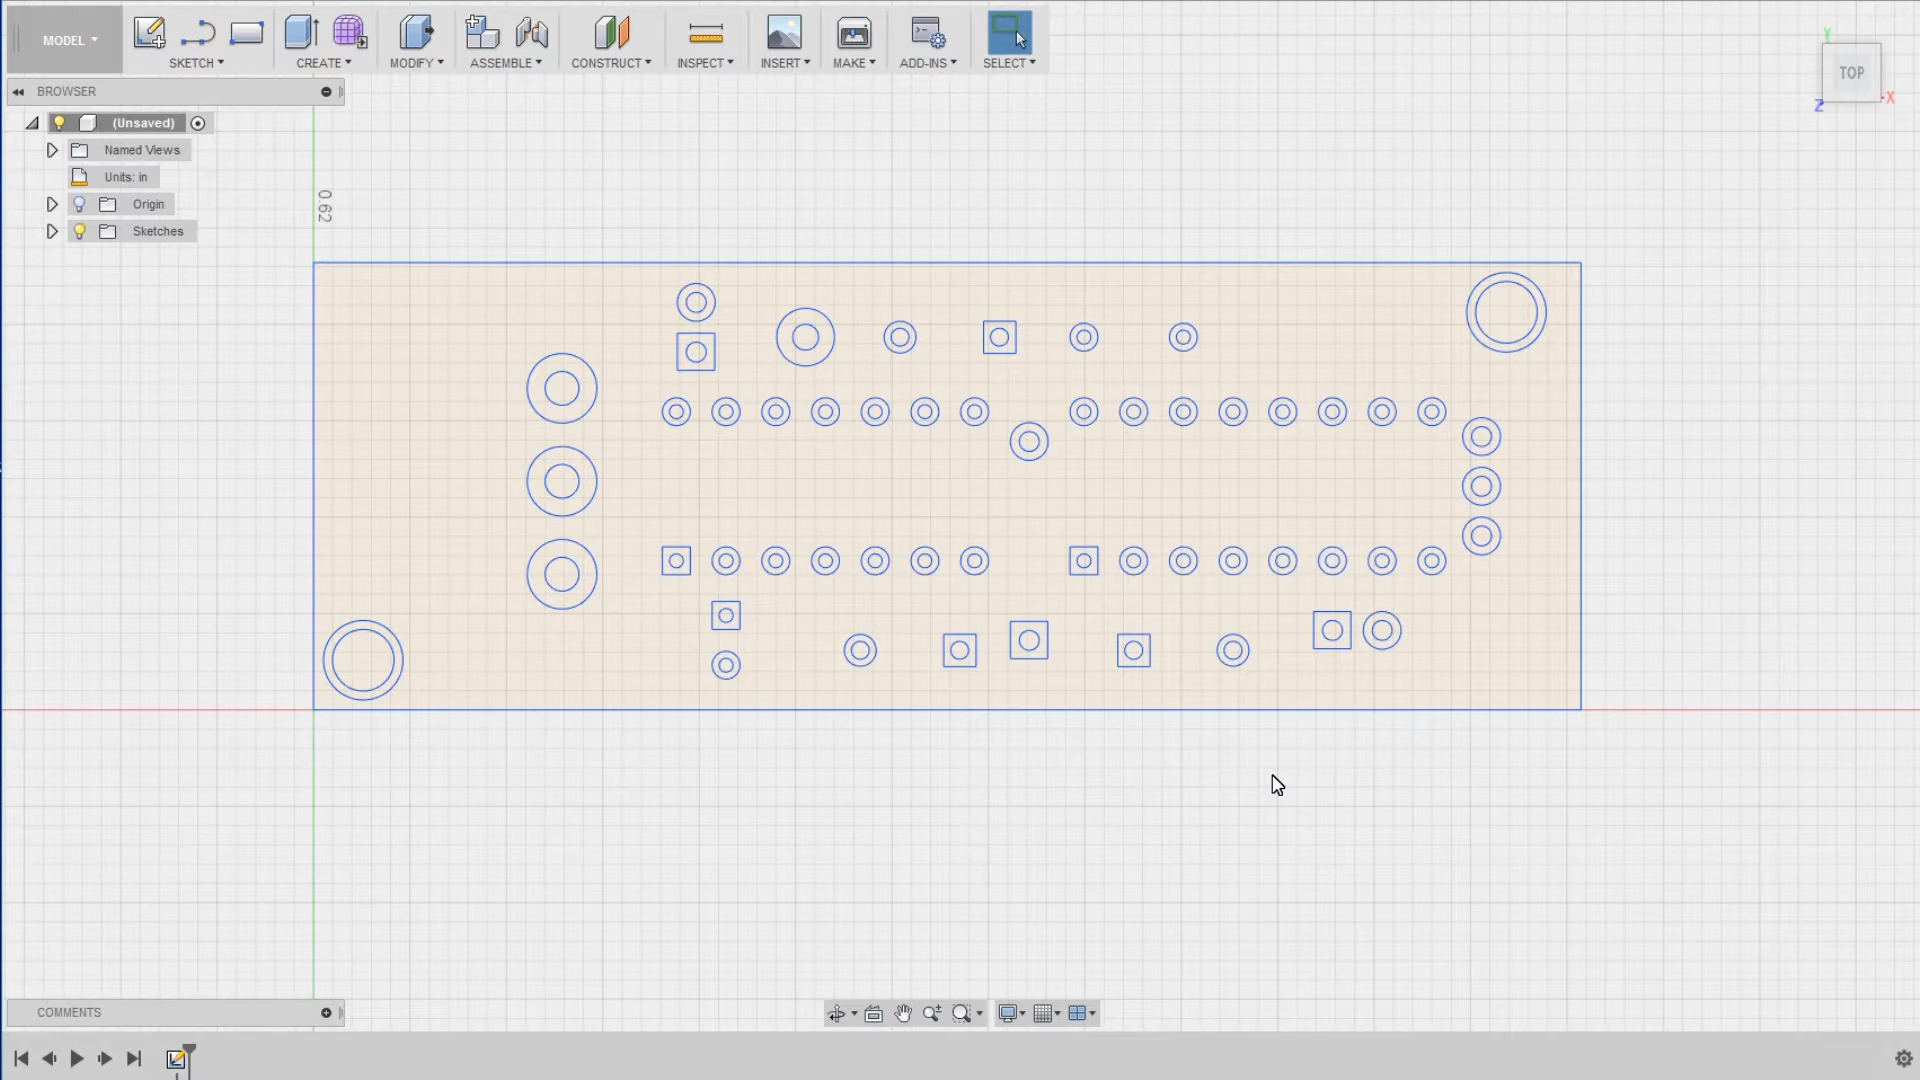 MODEL
SKETCH
CREATE
MODIFY
ASSEMBLE
CONSTRUCT
INSPECT
INSERT
MAKE
ADD-INS
SELECT
BROWSER
(Unsaved)
Named Views
Units: in
Origin
Sketches
0.62
Y
TOP
X
Z
COMMENTS